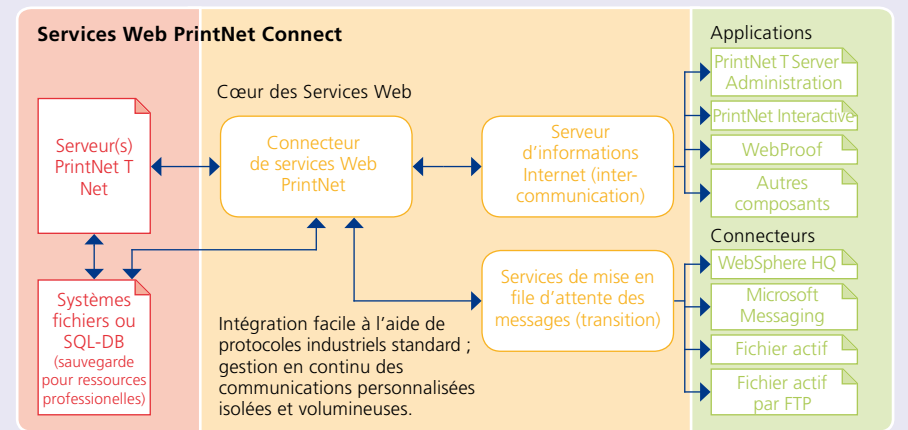 Services Web PrintNet Connect
Serveur(s)
PrintNet T
Net
Systèmes
fichiers ou
SQL-DB
(sauvegarde
pour ressources
professionelles)
Cœur des Services Web
Connecteur
de services Web
PrintNet
Serveur
d’informations
Internet (inter-
communication)
Services de mise en
file d’attente des
messages (transition)
Intégration facile à l’aide de
protocoles industriels standard ;
gestion en continu des
communications personnalisées
isolées et volumineuses.
Applications
PrintNet T Server
Administration
PrintNet Interactive
WebProof
Autres
composants
Connecteurs
WebSphere HQ
Microsoft
Messaging
Fichier actif
Fichier actif
par FTP